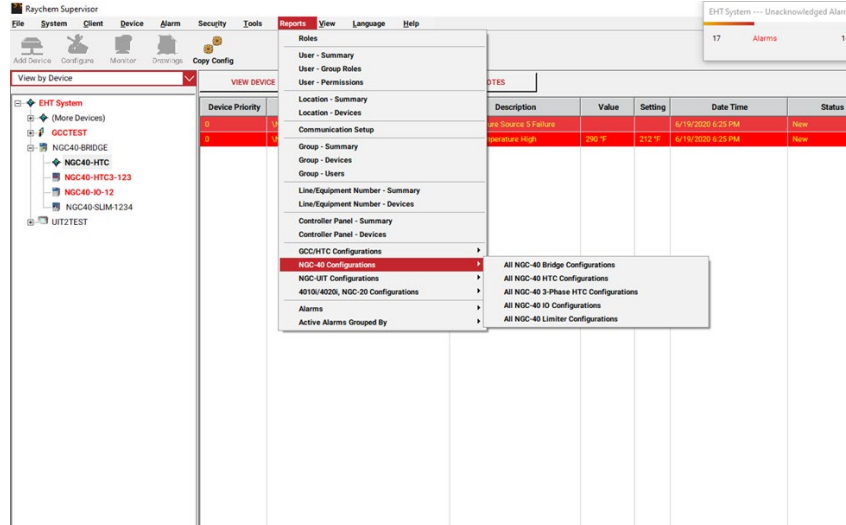 Raychem Supervisor
File System Client Device Alarm Security Tools Reports View Language Help
EHT System --- Unacknowledged Alarm
17 Alarms
Add Device Configure Monitor Drawings Copy Config
View by Device
VIEW DEVICE
OTES
EHT System
(More Devices)
GCCTEST
NGC40-BRIDGE
NGC40-HTC
NGC40-HTC3-123
NGC40-IO-12
NGC40-SLIM-1234
UIT2TEST
Device Priority Description Value Setting Date Time Status
0 ure Source 5 Failure 6/19/2020 6:25 PM New
0 perature High 290 °F 212 °F 6/19/2020 6:25 PM New
Roles
User - Summary
User - Group Roles
User - Permissions
Location - Summary
Location - Devices
Communication Setup
Group - Summary
Group - Devices
Group - Users
Line/Equipment Number - Summary
Line/Equipment Number - Devices
Controller Panel - Summary
Controller Panel - Devices
GCC/HTC Configurations
NGC-40 Configurations
NGC-UIT Configurations
4010i/4020i, NGC-20 Configurations
Alarms
Active Alarms Grouped By
All NGC-40 Bridge Configurations
All NGC-40 HTC Configurations
All NGC-40 3-Phase HTC Configurations
All NGC-40 IO Configurations
All NGC-40 Limiter Configurations